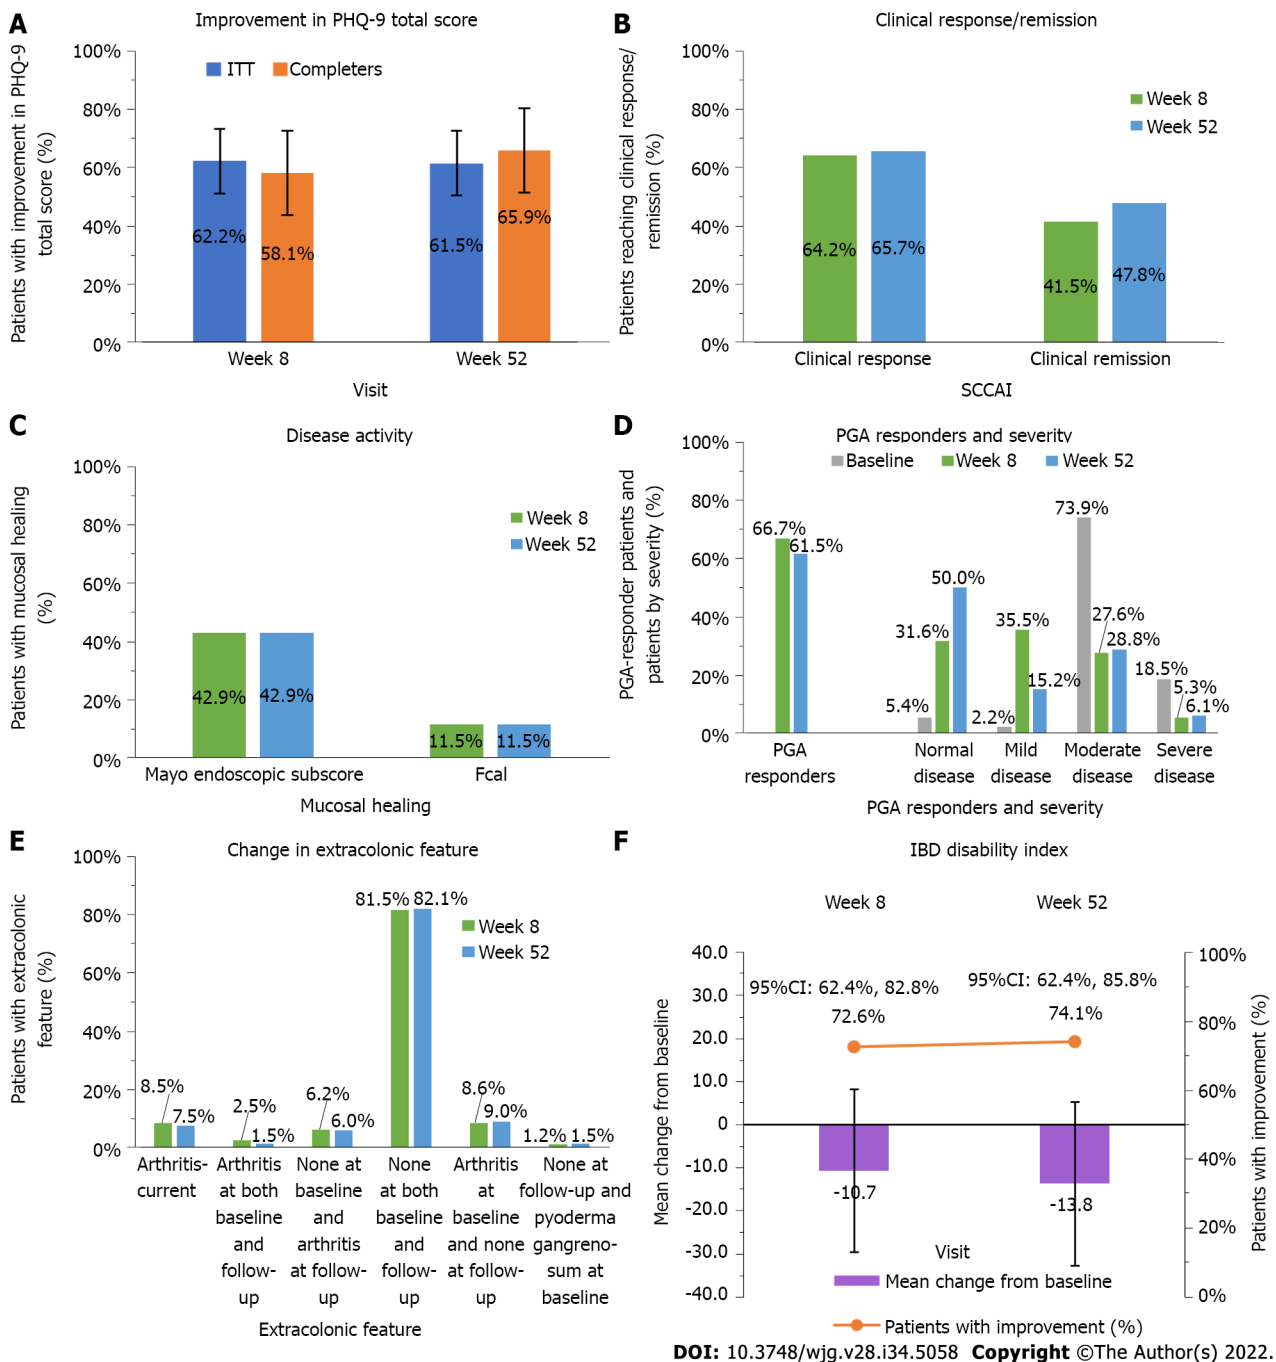 A
Improvement in PHQ-9 total score
Patients with improvement in PHQ-9
total score (%)
100%
80%
60%
40%
20%
0%
ITT
Completers
62.2%
58.1%
61.5%
65.9%
Week 8
Week 52
Visit
B
Clinical response/remission
Patients reaching clinical response/
remission (%)
100%
80%
60%
40%
20%
0%
Week 8
Week 52
64.2%
65.7%
41.5%
47.8%
Clinical response
Clinical remission
SCCAI
C
Disease activity
Patients with mucosal healing
(%)
100%
80%
60%
40%
20%
0%
Week 8
Week 52
42.9%
42.9%
11.5%
11.5%
Mayo endoscopic subscore
Fcal
Mucosal healing
D
PGA responders and severity
PGA-responder patients and
patients by severity (%)
100%
80%
60%
40%
20%
0%
Baseline
Week 8
Week 52
66.7%
61.5%
5.4%
31.6%
50.0%
2.2%
35.5%
15.2%
73.9%
27.6%
28.8%
18.5%
5.3%
6.1%
PGA
responders
Normal
disease
Mild
disease
Moderate
disease
Severe
disease
PGA responders and severity
E
Change in extracolonic feature
Patients with extracolonic
feature (%)
100%
80%
60%
40%
20%
0%
Week 8
Week 52
8.5%
7.5%
2.5%
1.5%
6.2%
6.0%
81.5%
82.1%
8.6%
9.0%
1.2%
1.5%
Arthritis-
current
Arthritis
at both
baseline
and
follow-
up
None at
baseline
and
arthritis
at follow-
up
None
at both
baseline
and
follow-
up
Arthritis
at
baseline
and none
at follow-
up
None at
follow-up and
pyoderma
gangreno-
sum at
baseline
Extracolonic feature
F
IBD disability index
Week 8
Week 52
Mean change from baseline
40.0
30.0
20.0
10.0
0
-10.0
-20.0
-30.0
-40.0
95%CI: 62.4%, 82.8%
72.6%
95%CI: 62.4%, 85.8%
74.1%
-10.7
-13.8
100%
80%
60%
40%
20%
0%
Patients with improvement (%)
Visit
Mean change from baseline
Patients with improvement (%)
DOI: 10.3748/wjg.v28.i34.5058 Copyright ©The Author(s) 2022.